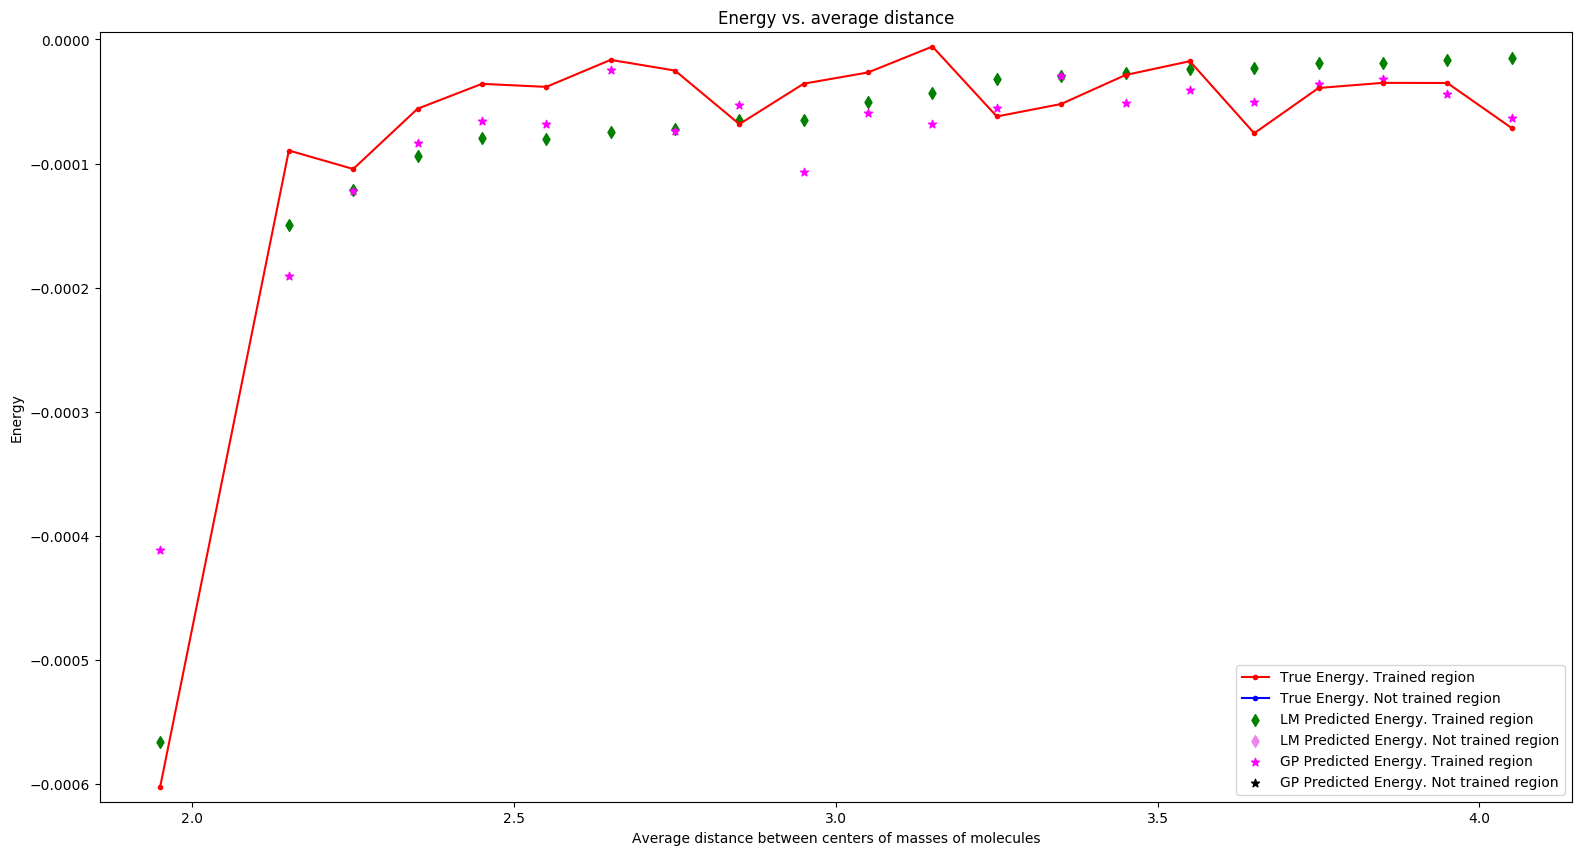 Energy vs. average distance
0.0000
−0.0001
−0.0002
−0.0003
−0.0004
−0.0005
−0.0006
Energy
True Energy. Trained region
True Energy. Not trained region
LM Predicted Energy. Trained region
LM Predicted Energy. Not trained region
GP Predicted Energy. Trained region
GP Predicted Energy. Not trained region
2.0 2.5 3.0 3.5 4.0
Average distance between centers of masses of molecules